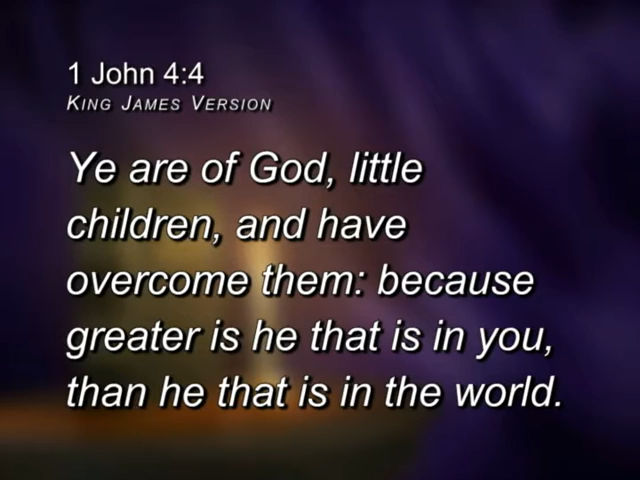 1 John 4:4
King James Version
Ye are of God, little
children, and have
overcome them: because
greater is he that is in you,
than he that is in the world.